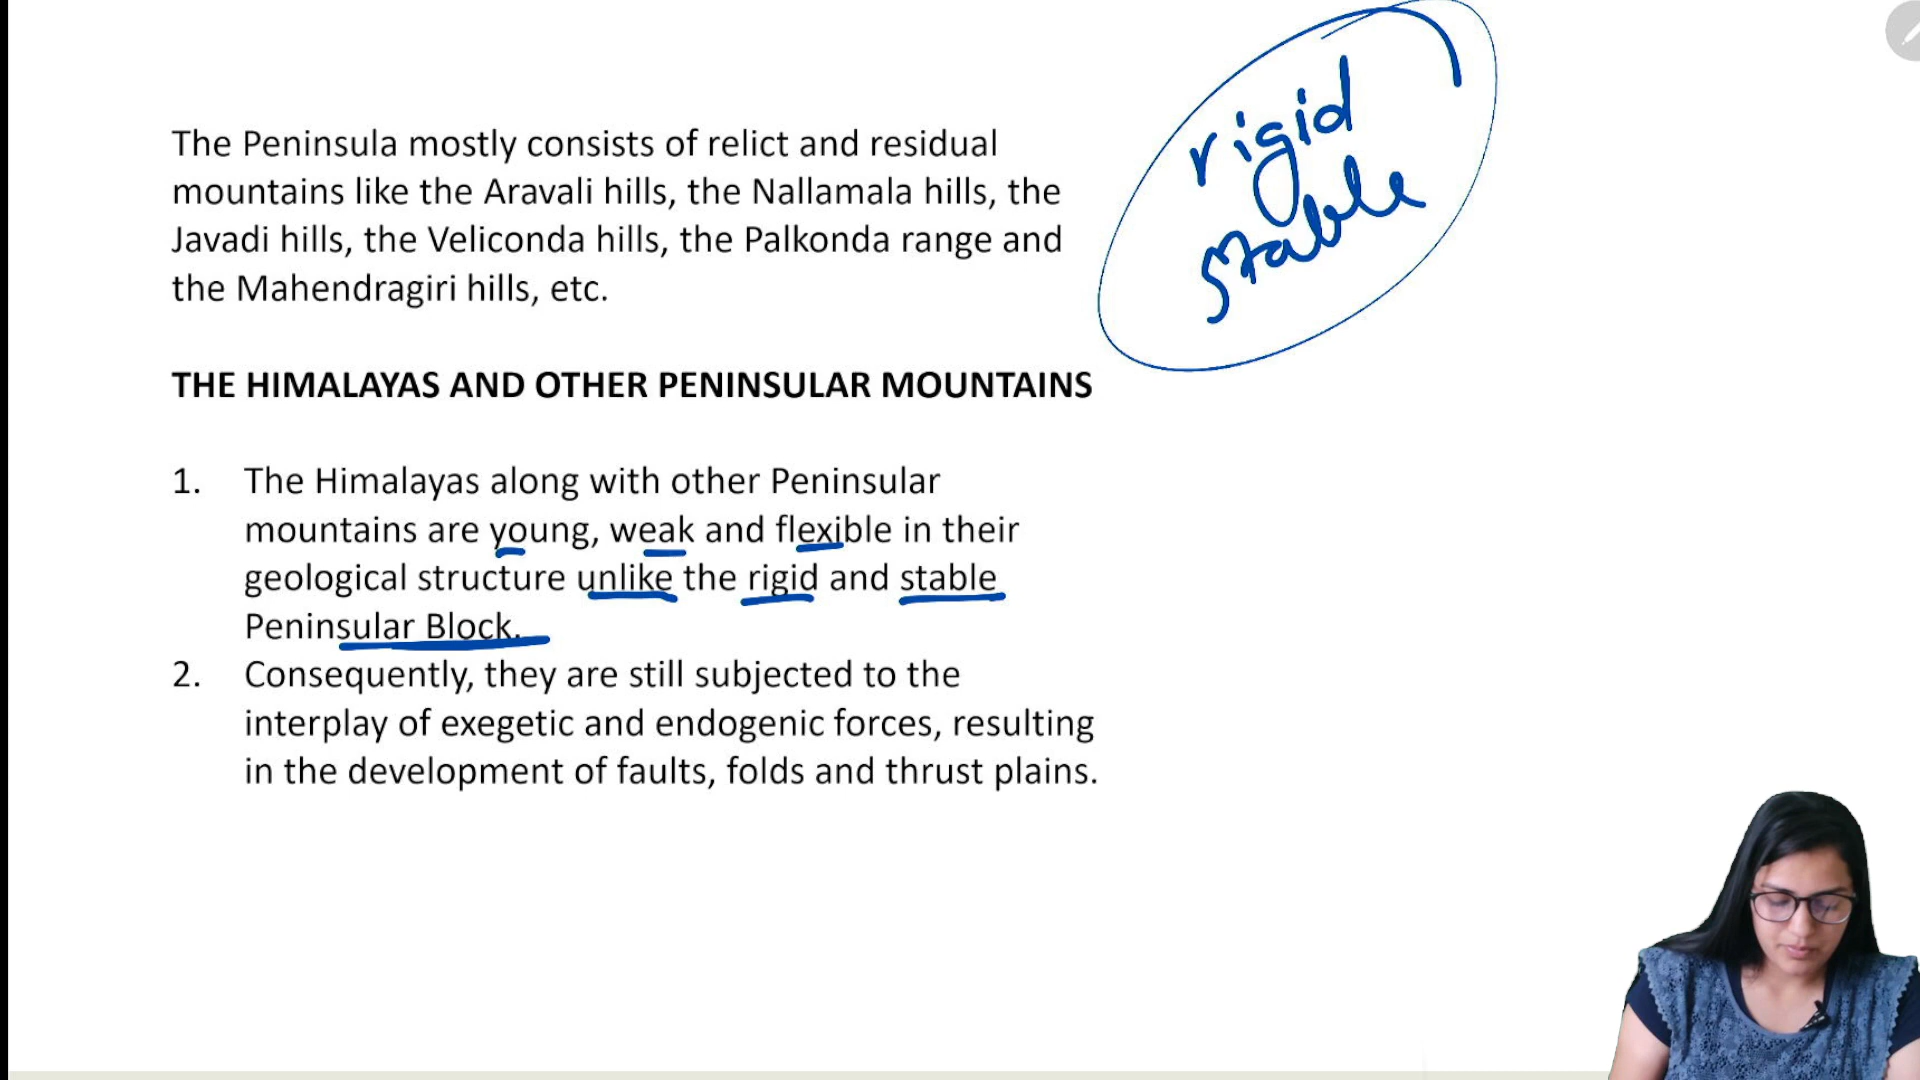 The Peninsula mostly consists of relict and residual
mountains like the Aravali hills, the Nallamala hills, the
Javadi hills, the Veliconda hills, the Palkonda range and
the Mahendragiri hills, etc.
rigid
stable
THE HIMALAYAS AND OTHER PENINSULAR MOUNTAINS
1. The Himalayas along with other Peninsular
mountains are young, weak and flexible in their
geological structure unlike the rigid and stable
Peninsular Block.
2. Consequently, they are still subjected to the
interplay of exegetic and endogenic forces, resulting
in the development of faults, folds and thrust plains.